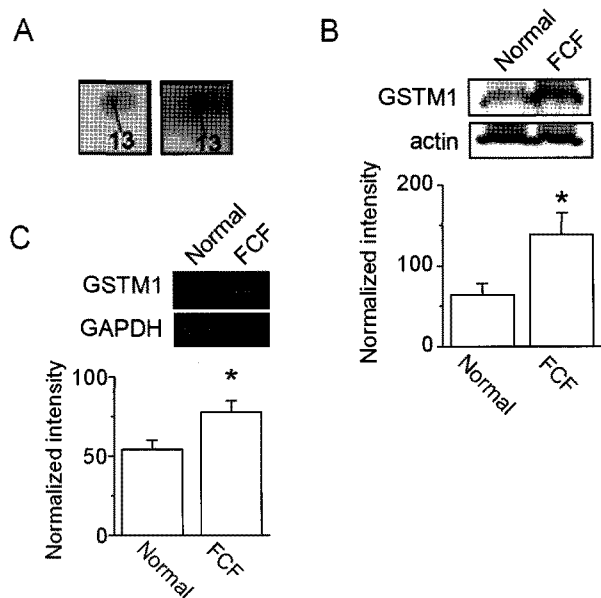 A
13
13
B
Normal
FCF
GSTM1
actin
Normalized intensity
200
100
0
*
Normal
FCF
C
Normal
FCF
GSTM1
GAPDH
Normalized intensity
100
50
0
*
Normal
FCF